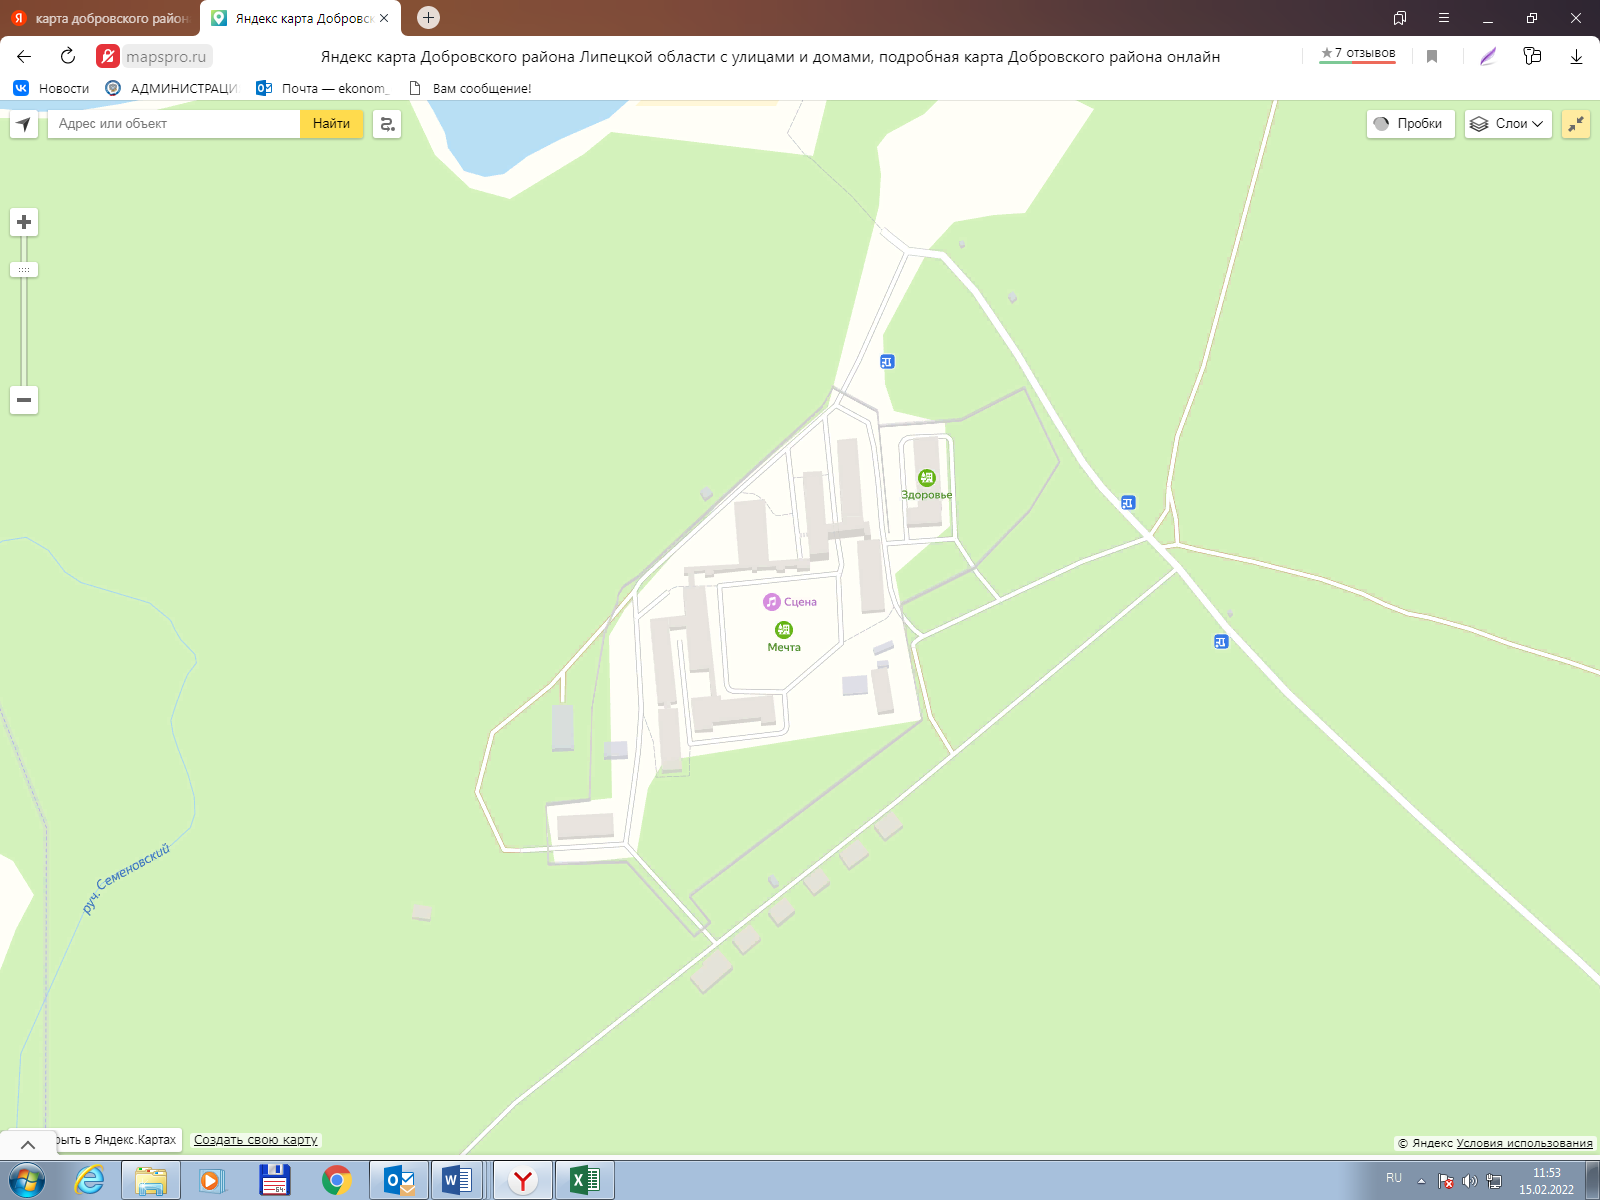 карта добровского район
Яндекс карта Добровск
mapspro.ru
Яндекс карта Добровского района Липецкой области с улицами и домами, подробная карта Добровского района онлайн
7 отзывов
Новости
АДМИНИСТРАЦИ
Почта — ekonom_
Вам сообщение!
Адрес или объект
Найти
Пробки
Слои
Здоровье
Сцена
Мечта
руч. Семеновский
рыть в Яндекс.Картах
Создать свою карту
© Яндекс Условия использования
RU
11:53
15.02.2022